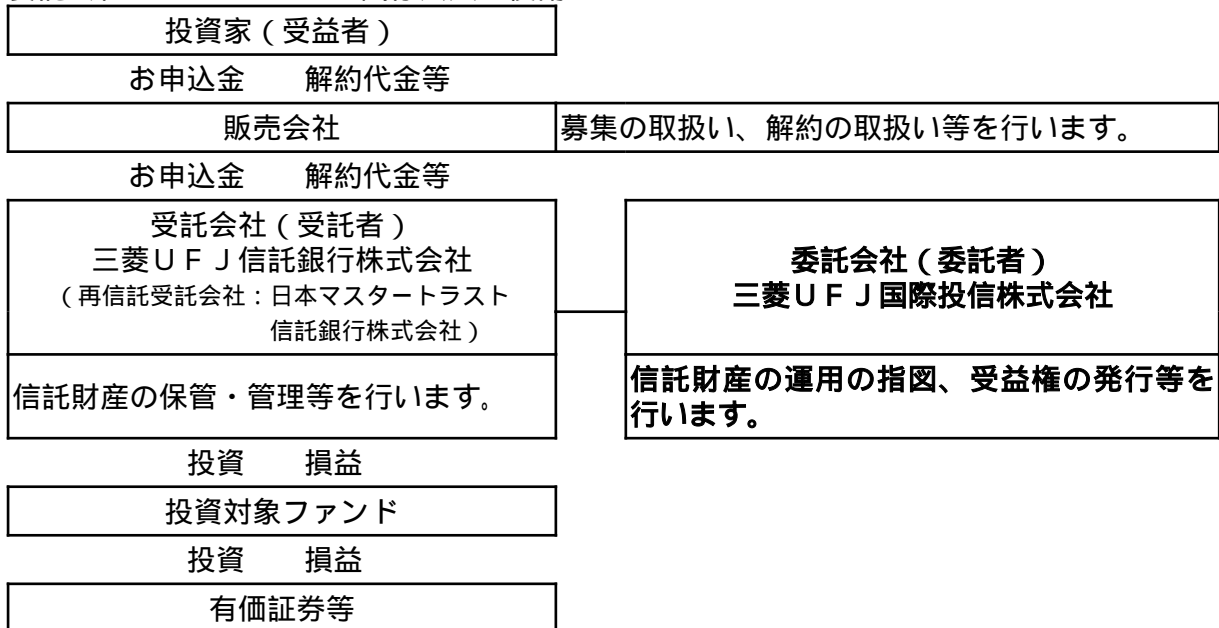 投資家(受益者)
お申込金　　解約代金等
販売会社
募集の取扱い、解約の取扱い等を行います。
お申込金　　解約代金等
受託会社(受託者)
三菱UFJ信託銀行株式会社
(再信託受託会社:日本マスタートラスト
信託銀行株式会社)
委託会社(委託者)
三菱UFJ国際投信株式会社
信託財産の保管・管理等を行います。
信託財産の運用の指図、受益権の発行等を
行います。
投資　　損益
投資対象ファンド
投資　　損益
有価証券等